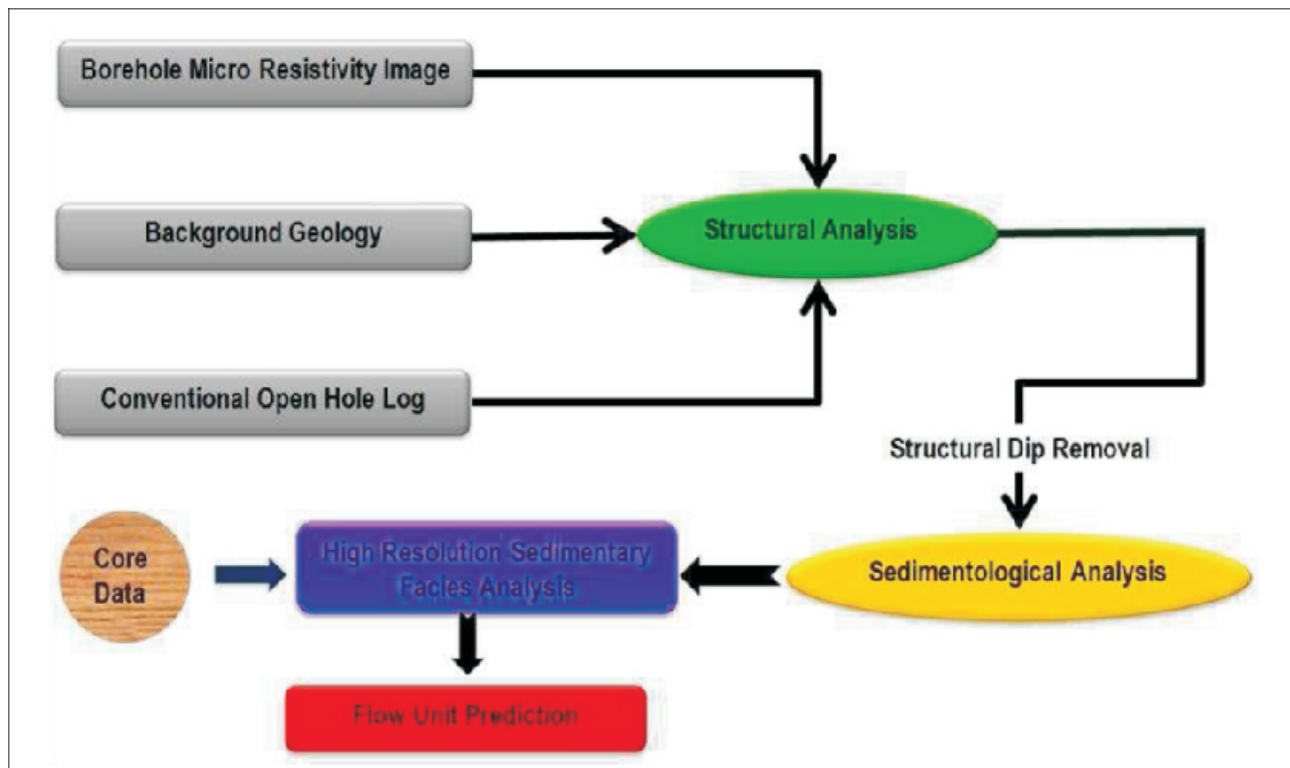 Borehole Micro Resistivity Image
Background Geology
Structural Analysis
Conventional Open Hole Log
Structural Dip Removal
Core
Data
High Resolution Sedimentary
Facies Analysis
Sedimentological Analysis
Flow Unit Prediction